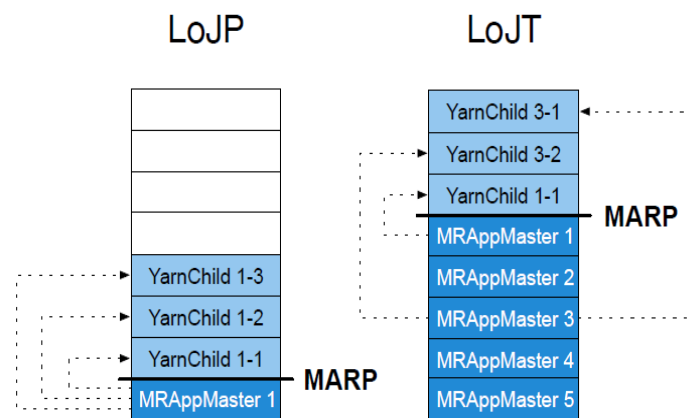 LoJP
YarnChild 1-3
YarnChild 1-2
YarnChild 1-1
MARP
MRAppMaster 1
LoJT
YarnChild 3-1
YarnChild 3-2
YarnChild 1-1
MARP
MRAppMaster 1
MRAppMaster 2
MRAppMaster 3
MRAppMaster 4
MRAppMaster 5